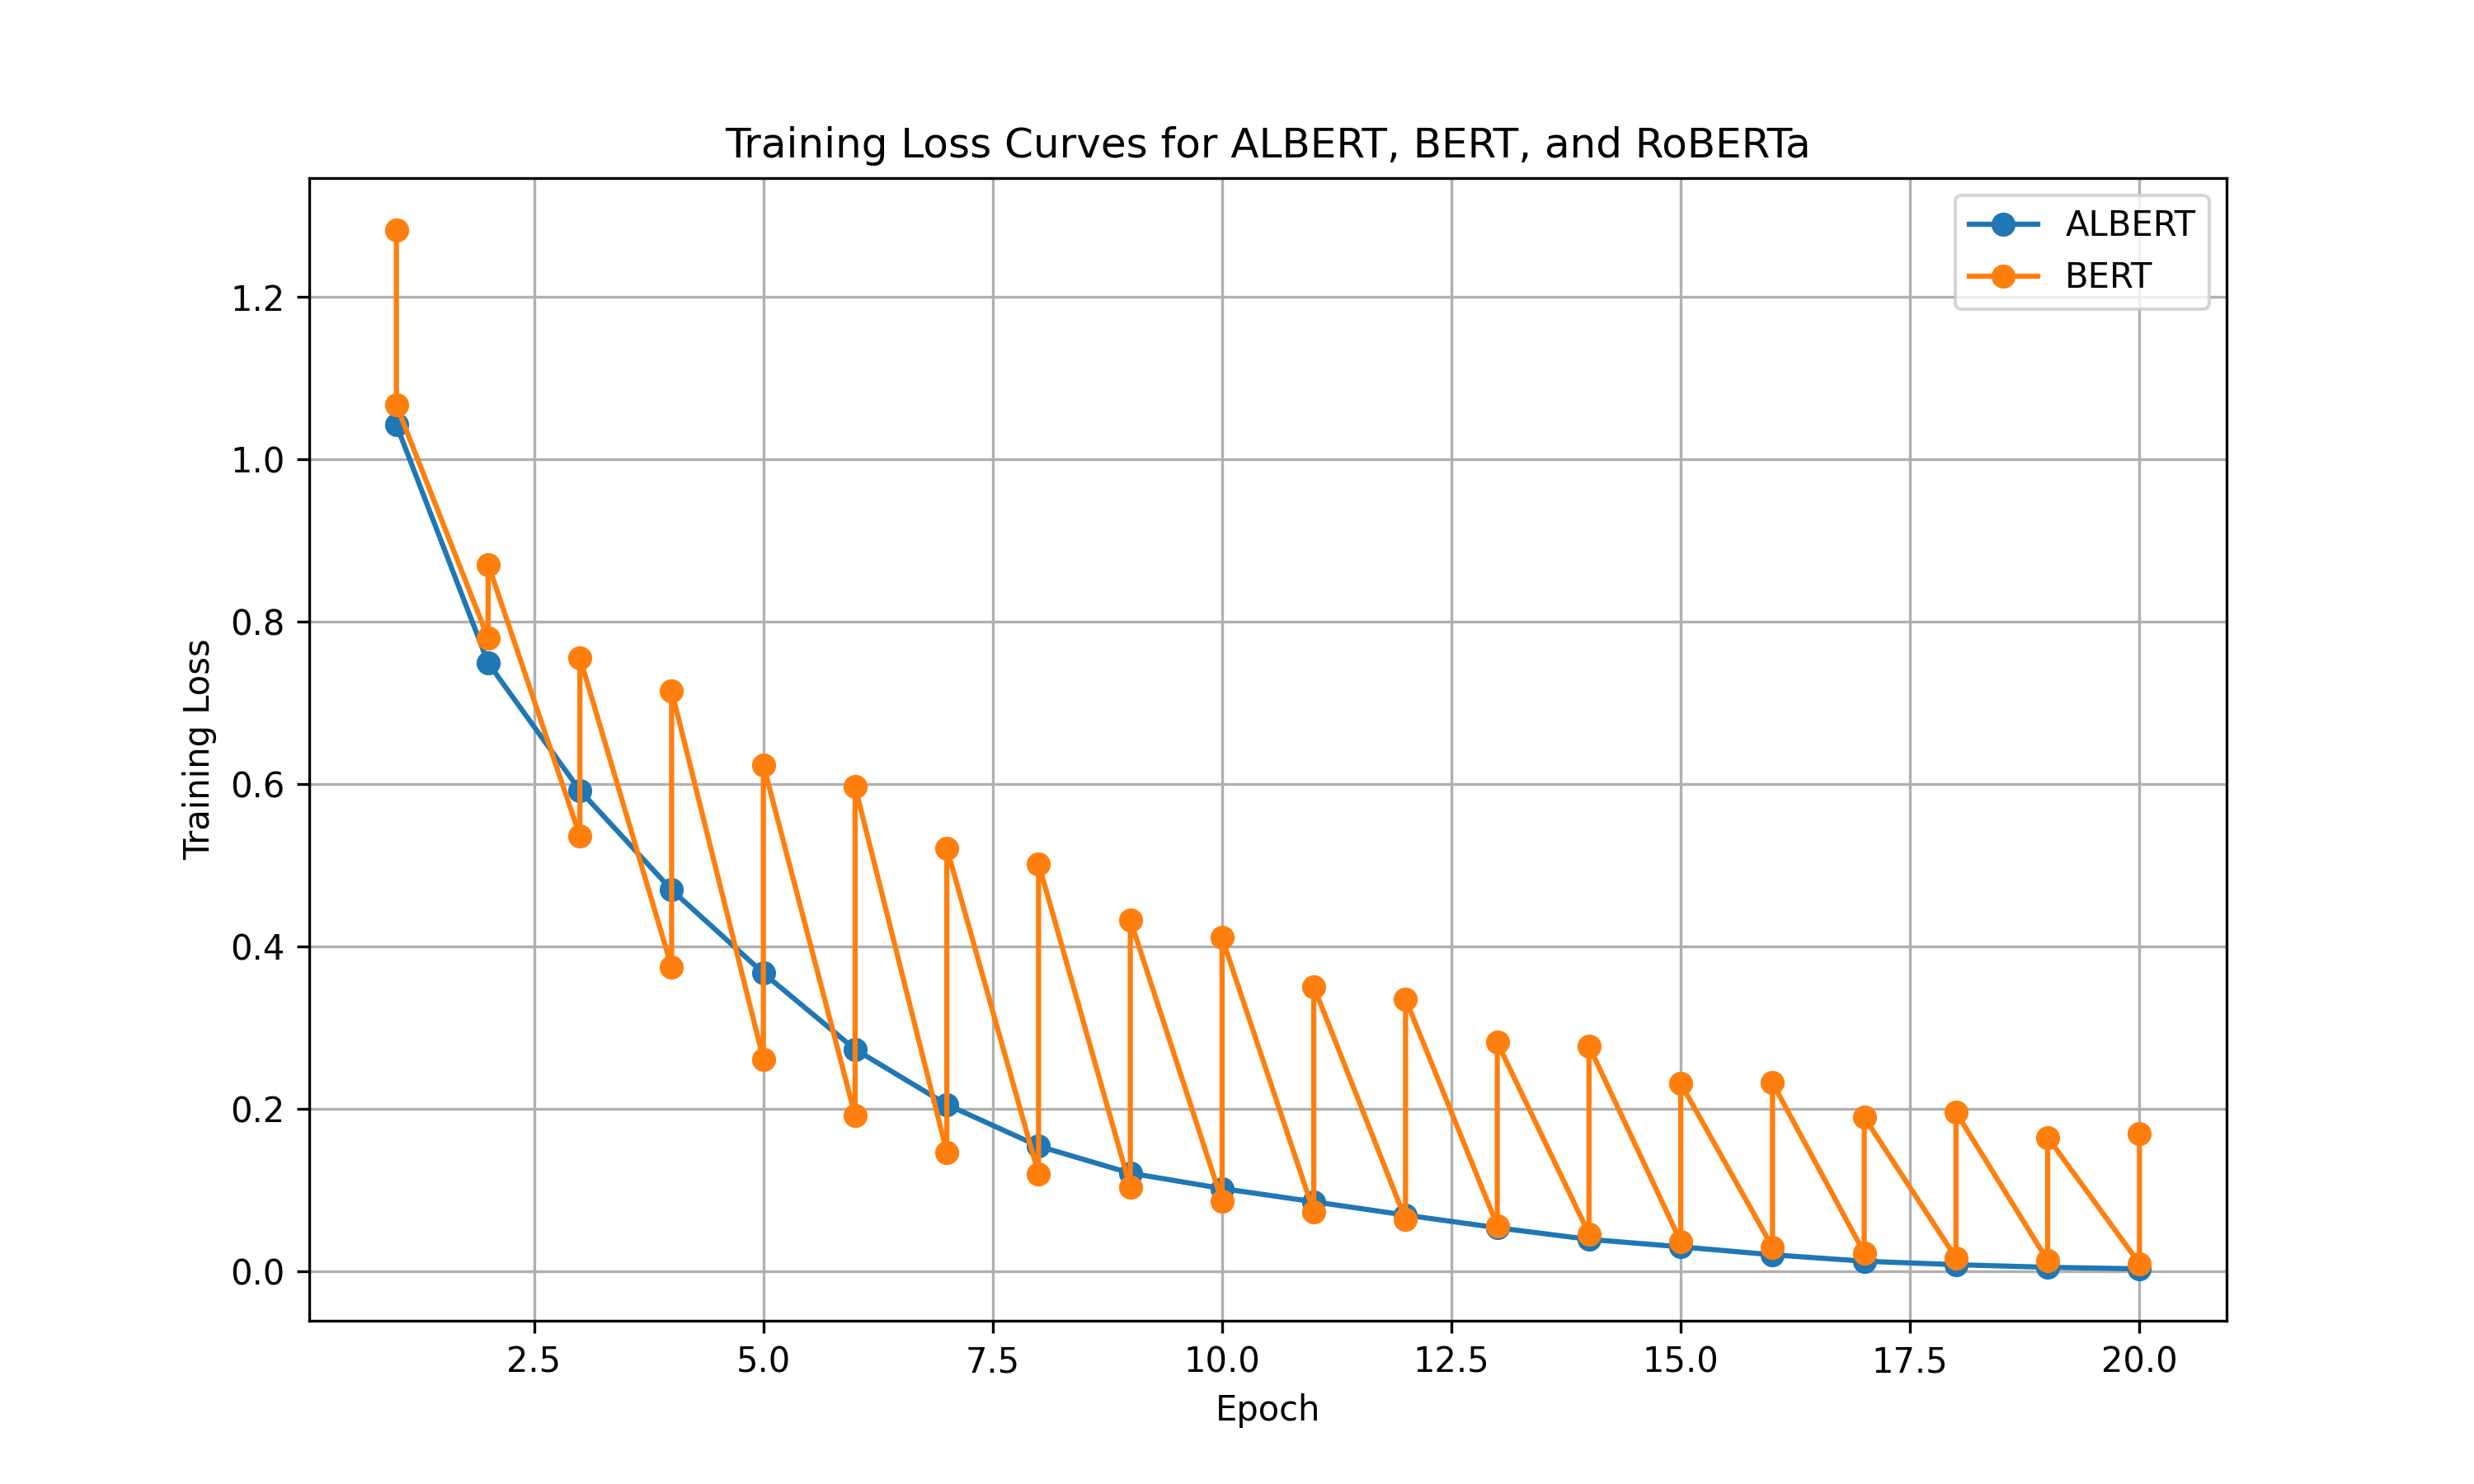 Training Loss Curves for ALBERT, BERT, and RoBERTa
ALBERT
BERT
Training Loss
1.2
1.0
0.8
0.6
0.4
0.2
0.0
2.5 5.0 7.5 10.0 12.5 15.0 17.5 20.0
Epoch